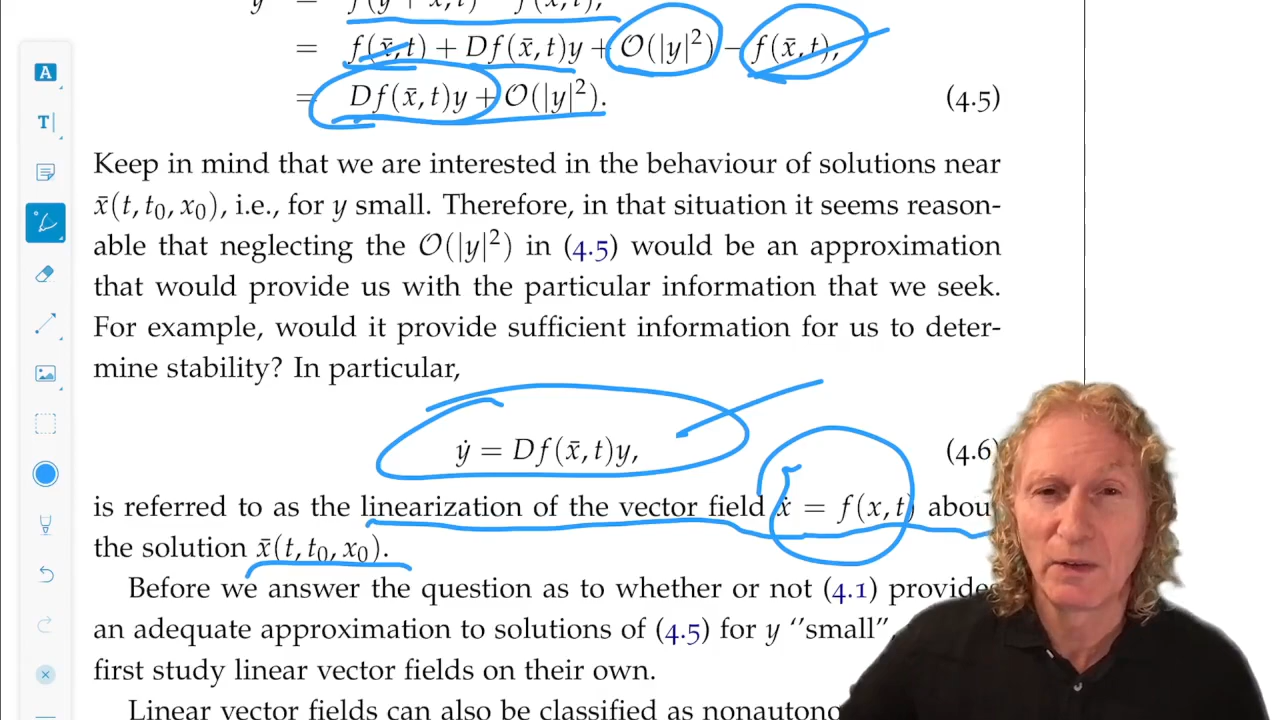 ẏ = f(y + x̄, t) − f(x̄, t),
= f(x̄, t) + Df(x̄, t)y + O(|y|²) − f(x̄, t),
= Df(x̄, t)y + O(|y|²). (4.5)
Keep in mind that we are interested in the behaviour of solutions near
x̄(t, t₀, x₀), i.e., for y small. Therefore, in that situation it seems reason-
able that neglecting the O(|y|²) in (4.5) would be an approximation
that would provide us with the particular information that we seek.
For example, would it provide sufficient information for us to deter-
mine stability? In particular,
ẏ = Df(x̄, t)y, (4.6)
is referred to as the linearization of the vector field ẋ = f(x, t) about
the solution x̄(t, t₀, x₀).
Before we answer the question as to whether or not (4.1) provides
an adequate approximation to solutions of (4.5) for y ‘‘small”,
first study linear vector fields on their own.
Linear vector fields can also be classified as nonautono